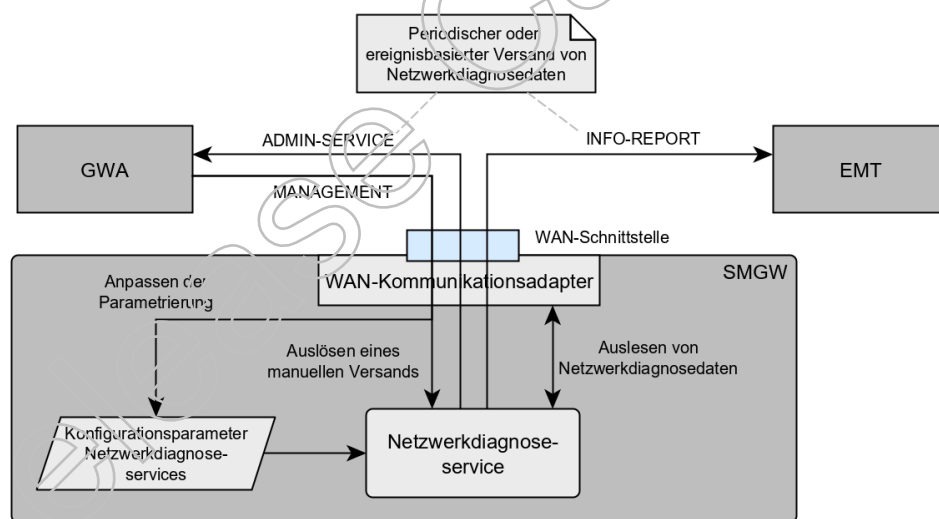 Periodischer oder
ereignisbasierter Versand von
Netzwerkdiagnosedaten
ADMIN-SERVICE
INFO-REPORT
GWA
EMT
MANAGEMENT
WAN-Schnittstelle
SMGW
WAN-Kommunikationsadapter
Anpassen der
Parametrierung
Auslösen eines
manuellen Versands
Auslesen von
Netzwerkdiagnosedaten
Konfigurationsparameter
Netzwerkdiagnose-
services
Netzwerkdiagnose-
service